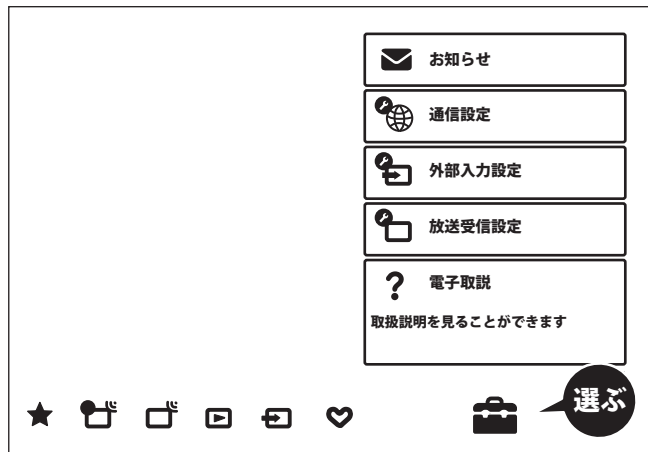 お知らせ
通信設定
外部入力設定
放送受信設定
電子取説
取扱説明を見ることができます
選ぶ